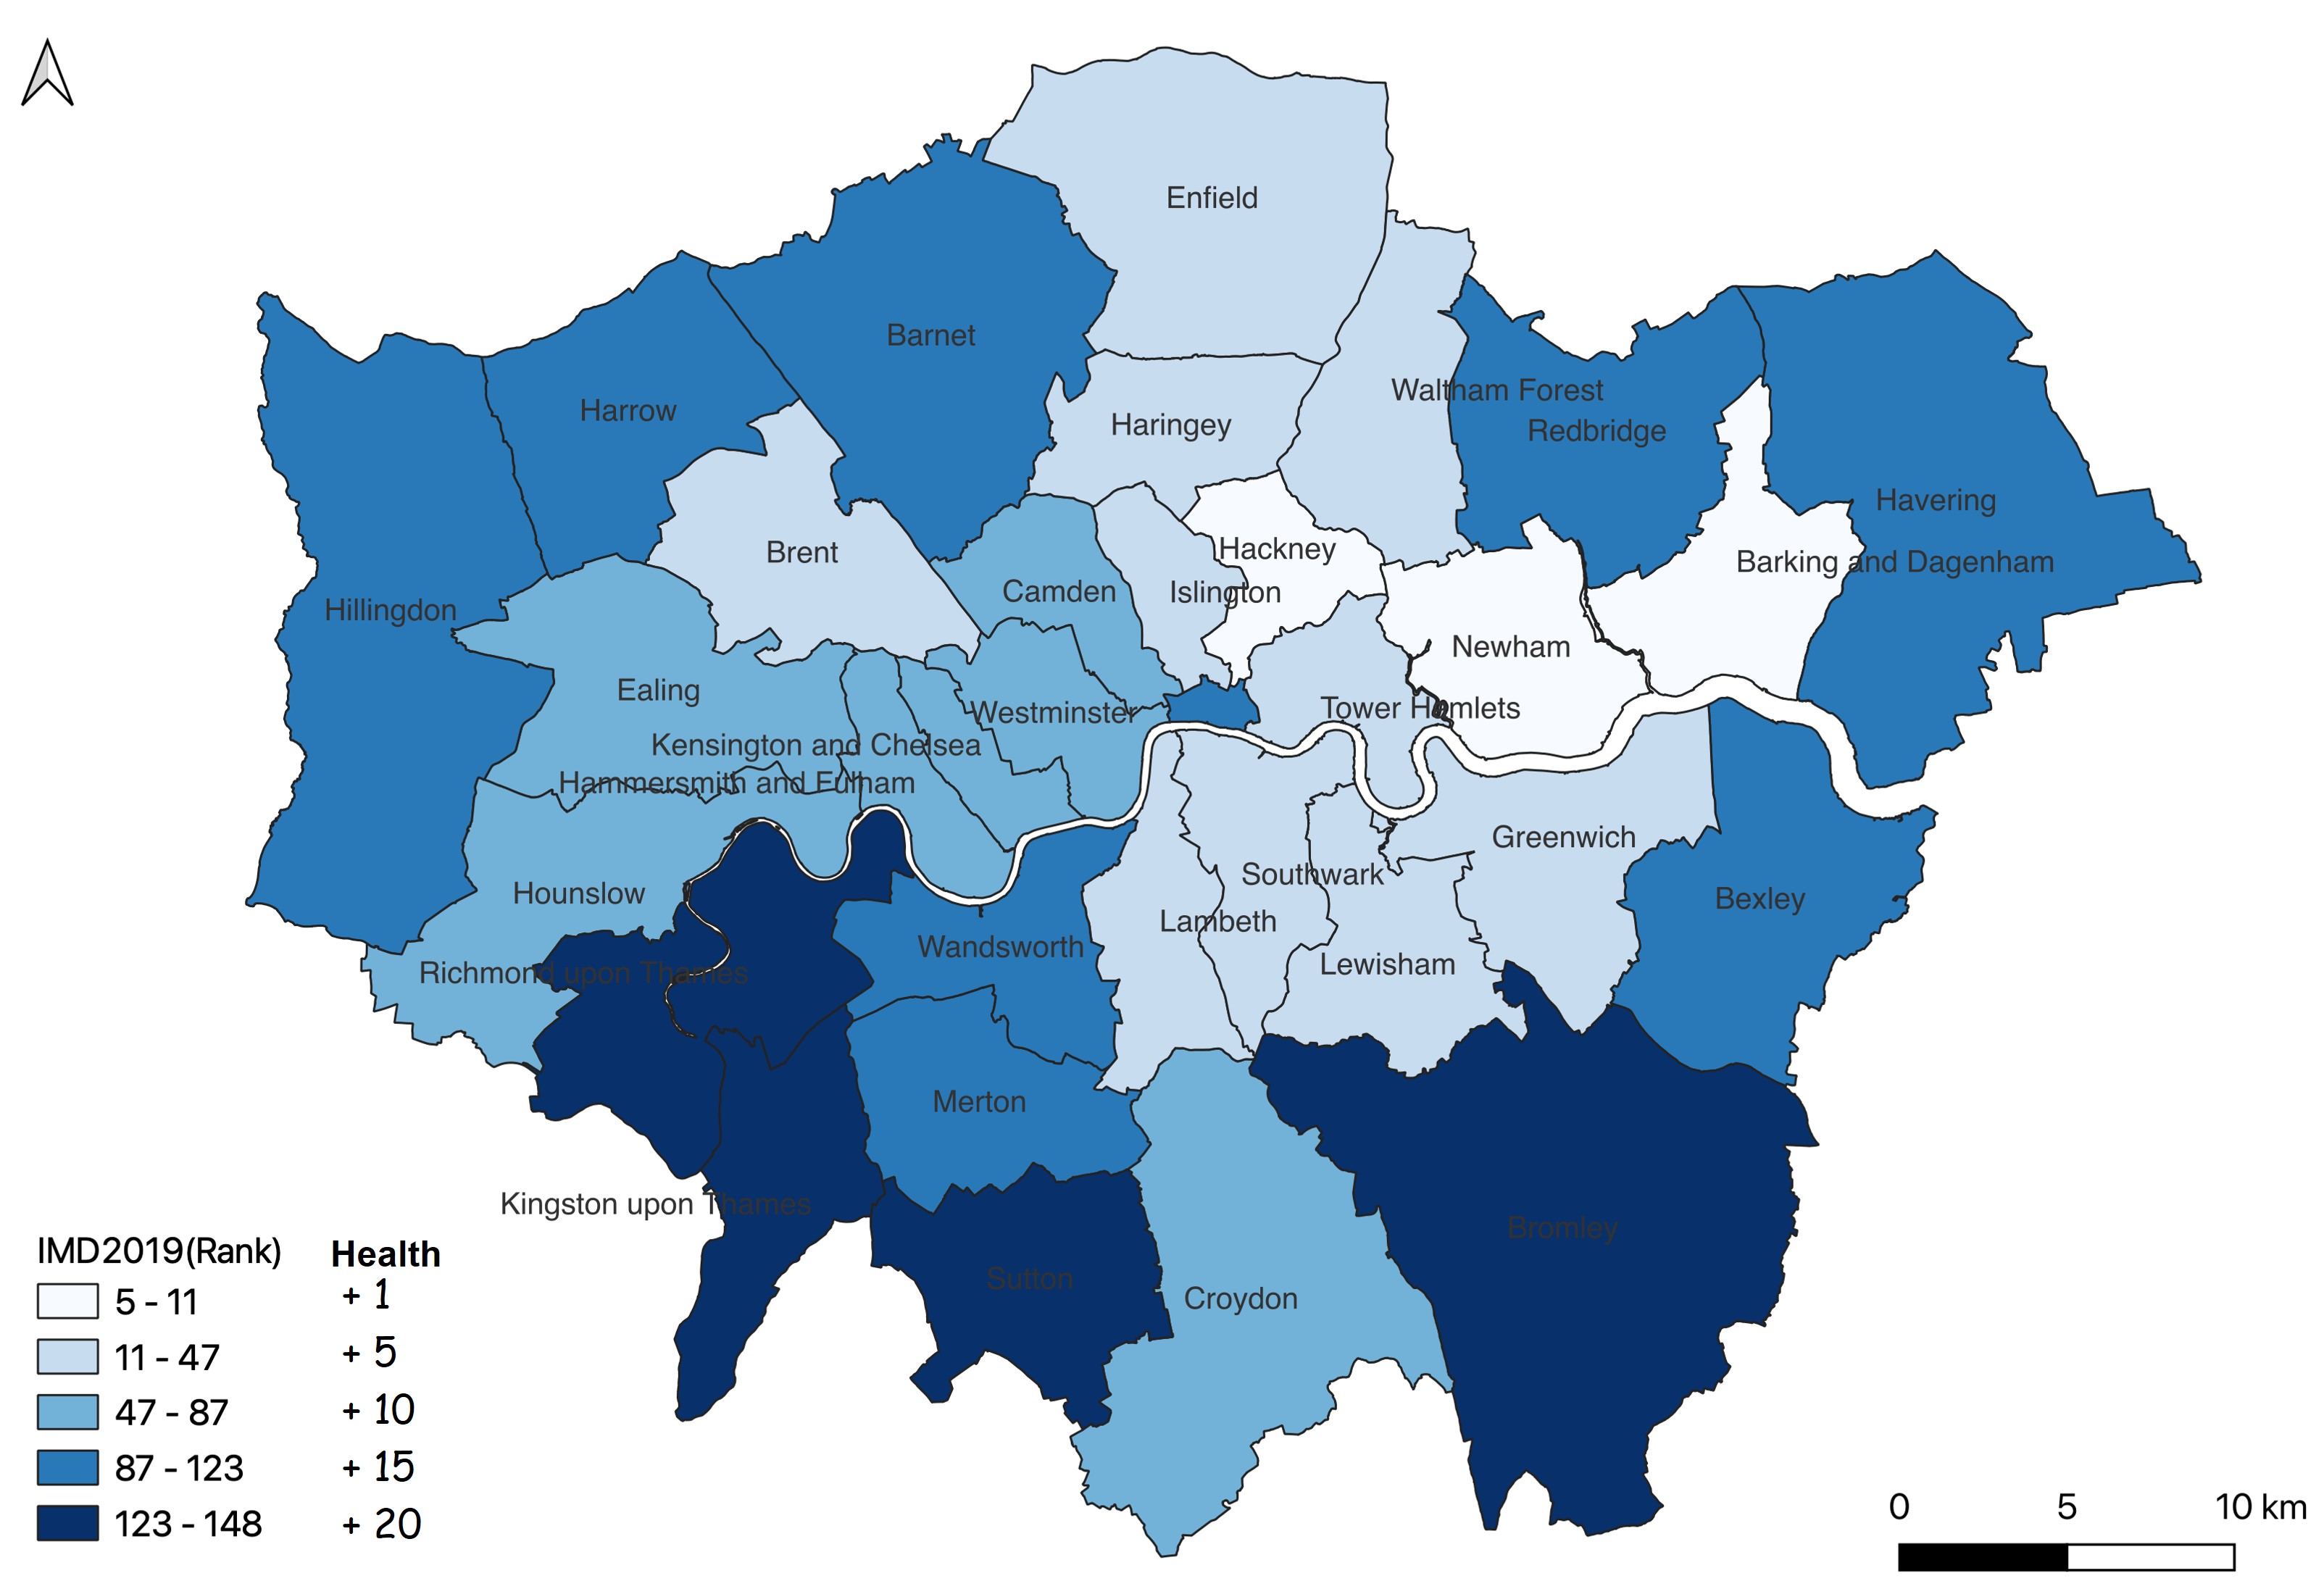 Enfield
Barnet
Waltham Forest
Harrow
Haringey
Redbridge
Havering
Hackney
Brent
Barking and Dagenham
Camden
Islington
Hillingdon
Newham
Ealing
Tower Hamlets
Westminster
Kensington and Chelsea
Hammersmith and Fulham
Greenwich
Southwark
Hounslow
Bexley
Lambeth
Wandsworth
Lewisham
Richmond upon Thames
Merton
Kingston upon Thames
Bromley
Sutton
Croydon
IMD2019(Rank) Health
5 - 11 + 1
11 - 47 + 5
47 - 87 + 10
87 - 123 + 15
123 - 148 + 20
0 5 10 km